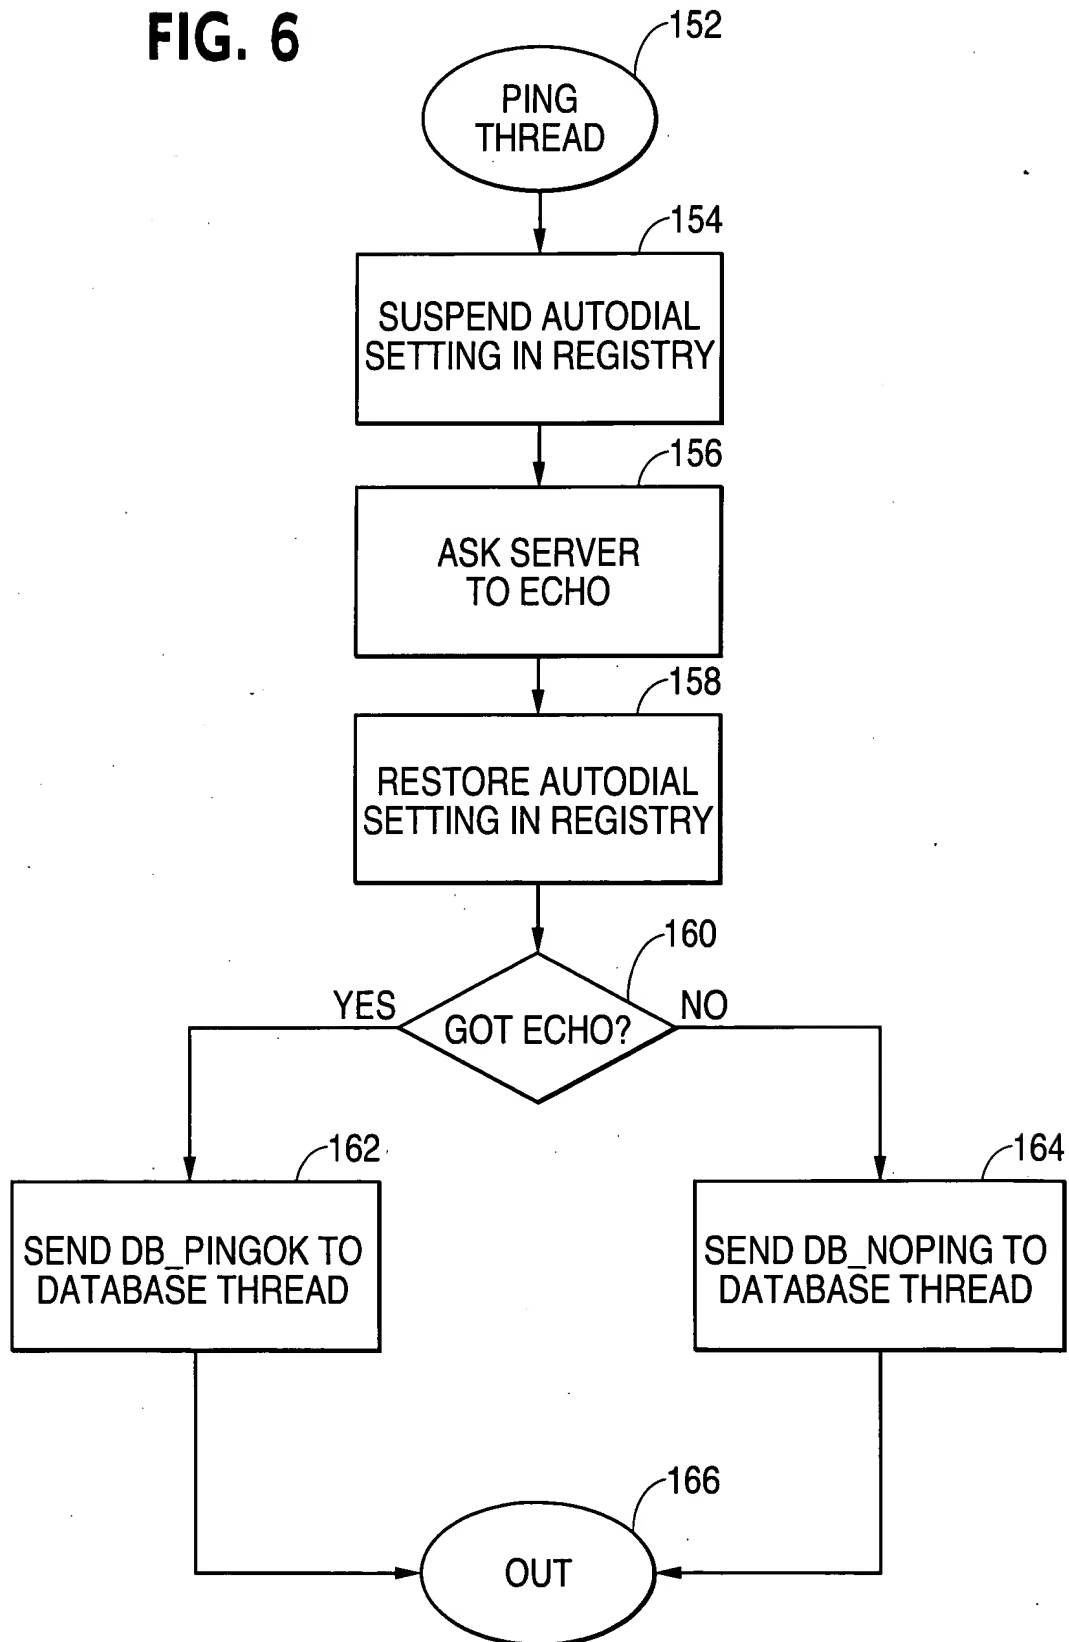 FIG. 6
152
PING
THREAD
154
SUSPEND AUTODIAL
SETTING IN REGISTRY
156
ASK SERVER
TO ECHO
158
RESTORE AUTODIAL
SETTING IN REGISTRY
160
YES
GOT ECHO?
NO
162
164
SEND DB_PINGOK TO
DATABASE THREAD
SEND DB_NOPING TO
DATABASE THREAD
166
OUT